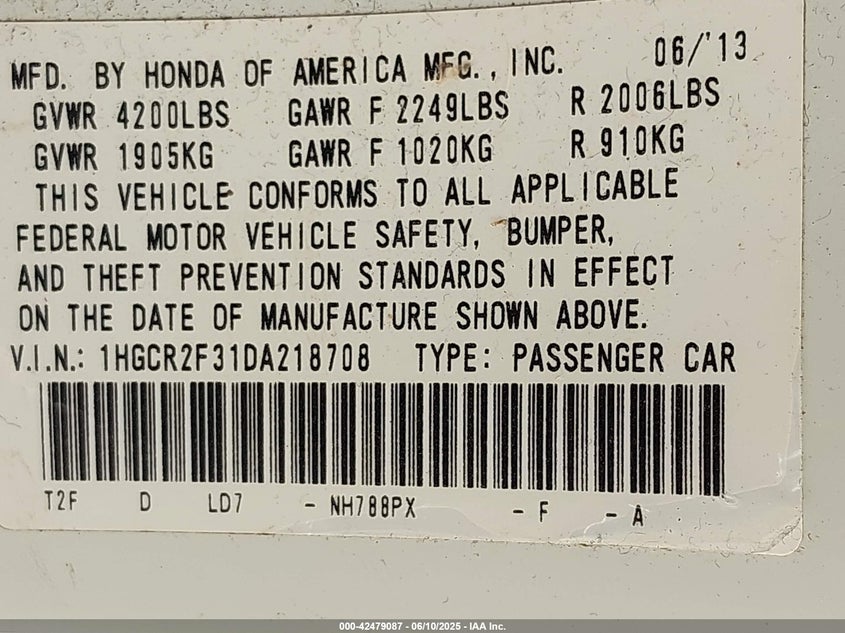 MFD. BY HONDA OF AMERICA MFG., INC. 06/'13
GVWR 4200LBS GAWR F 2249LBS R 2006LBS
GVWR 1905KG GAWR F 1020KG R 910KG
THIS VEHICLE CONFORMS TO ALL APPLICABLE
FEDERAL MOTOR VEHICLE SAFETY, BUMPER,
AND THEFT PREVENTION STANDARDS IN EFFECT
ON THE DATE OF MANUFACTURE SHOWN ABOVE.
V.I.N.: 1HGCR2F31DA218708 TYPE: PASSENGER CAR
T2F D LD7 - NH788PX - F - A
000-42479087 - 06/10/2025 - IAA Inc.